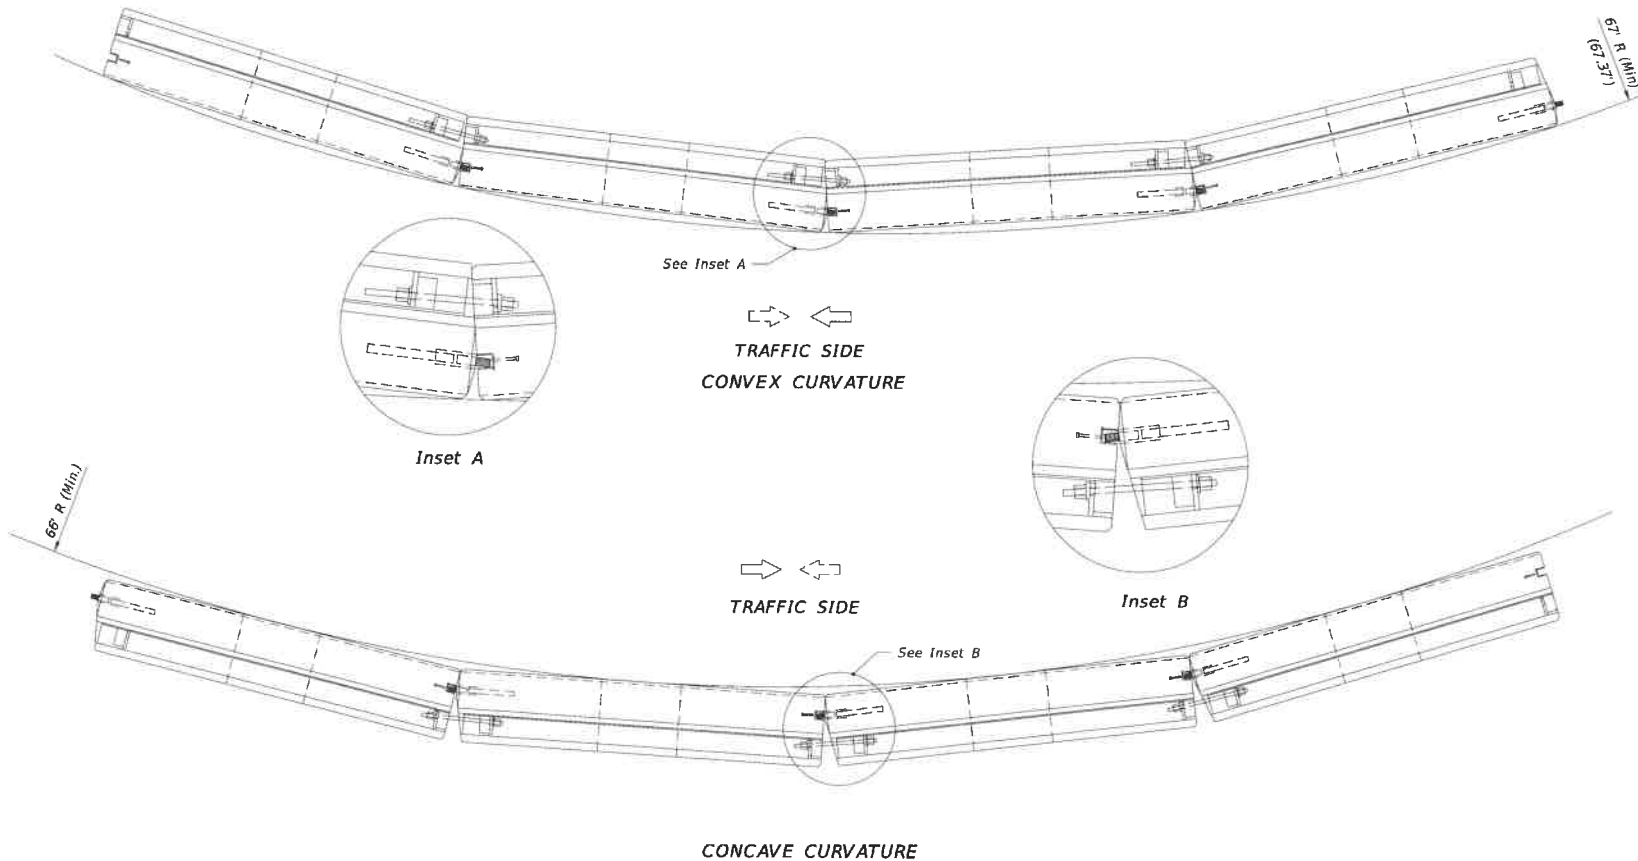 67' R (Min)
(67.37')
See Inset A
TRAFFIC SIDE
CONVEX CURVATURE
Inset A
66' R (Min.)
Inset B
TRAFFIC SIDE
See Inset B
CONCAVE CURVATURE